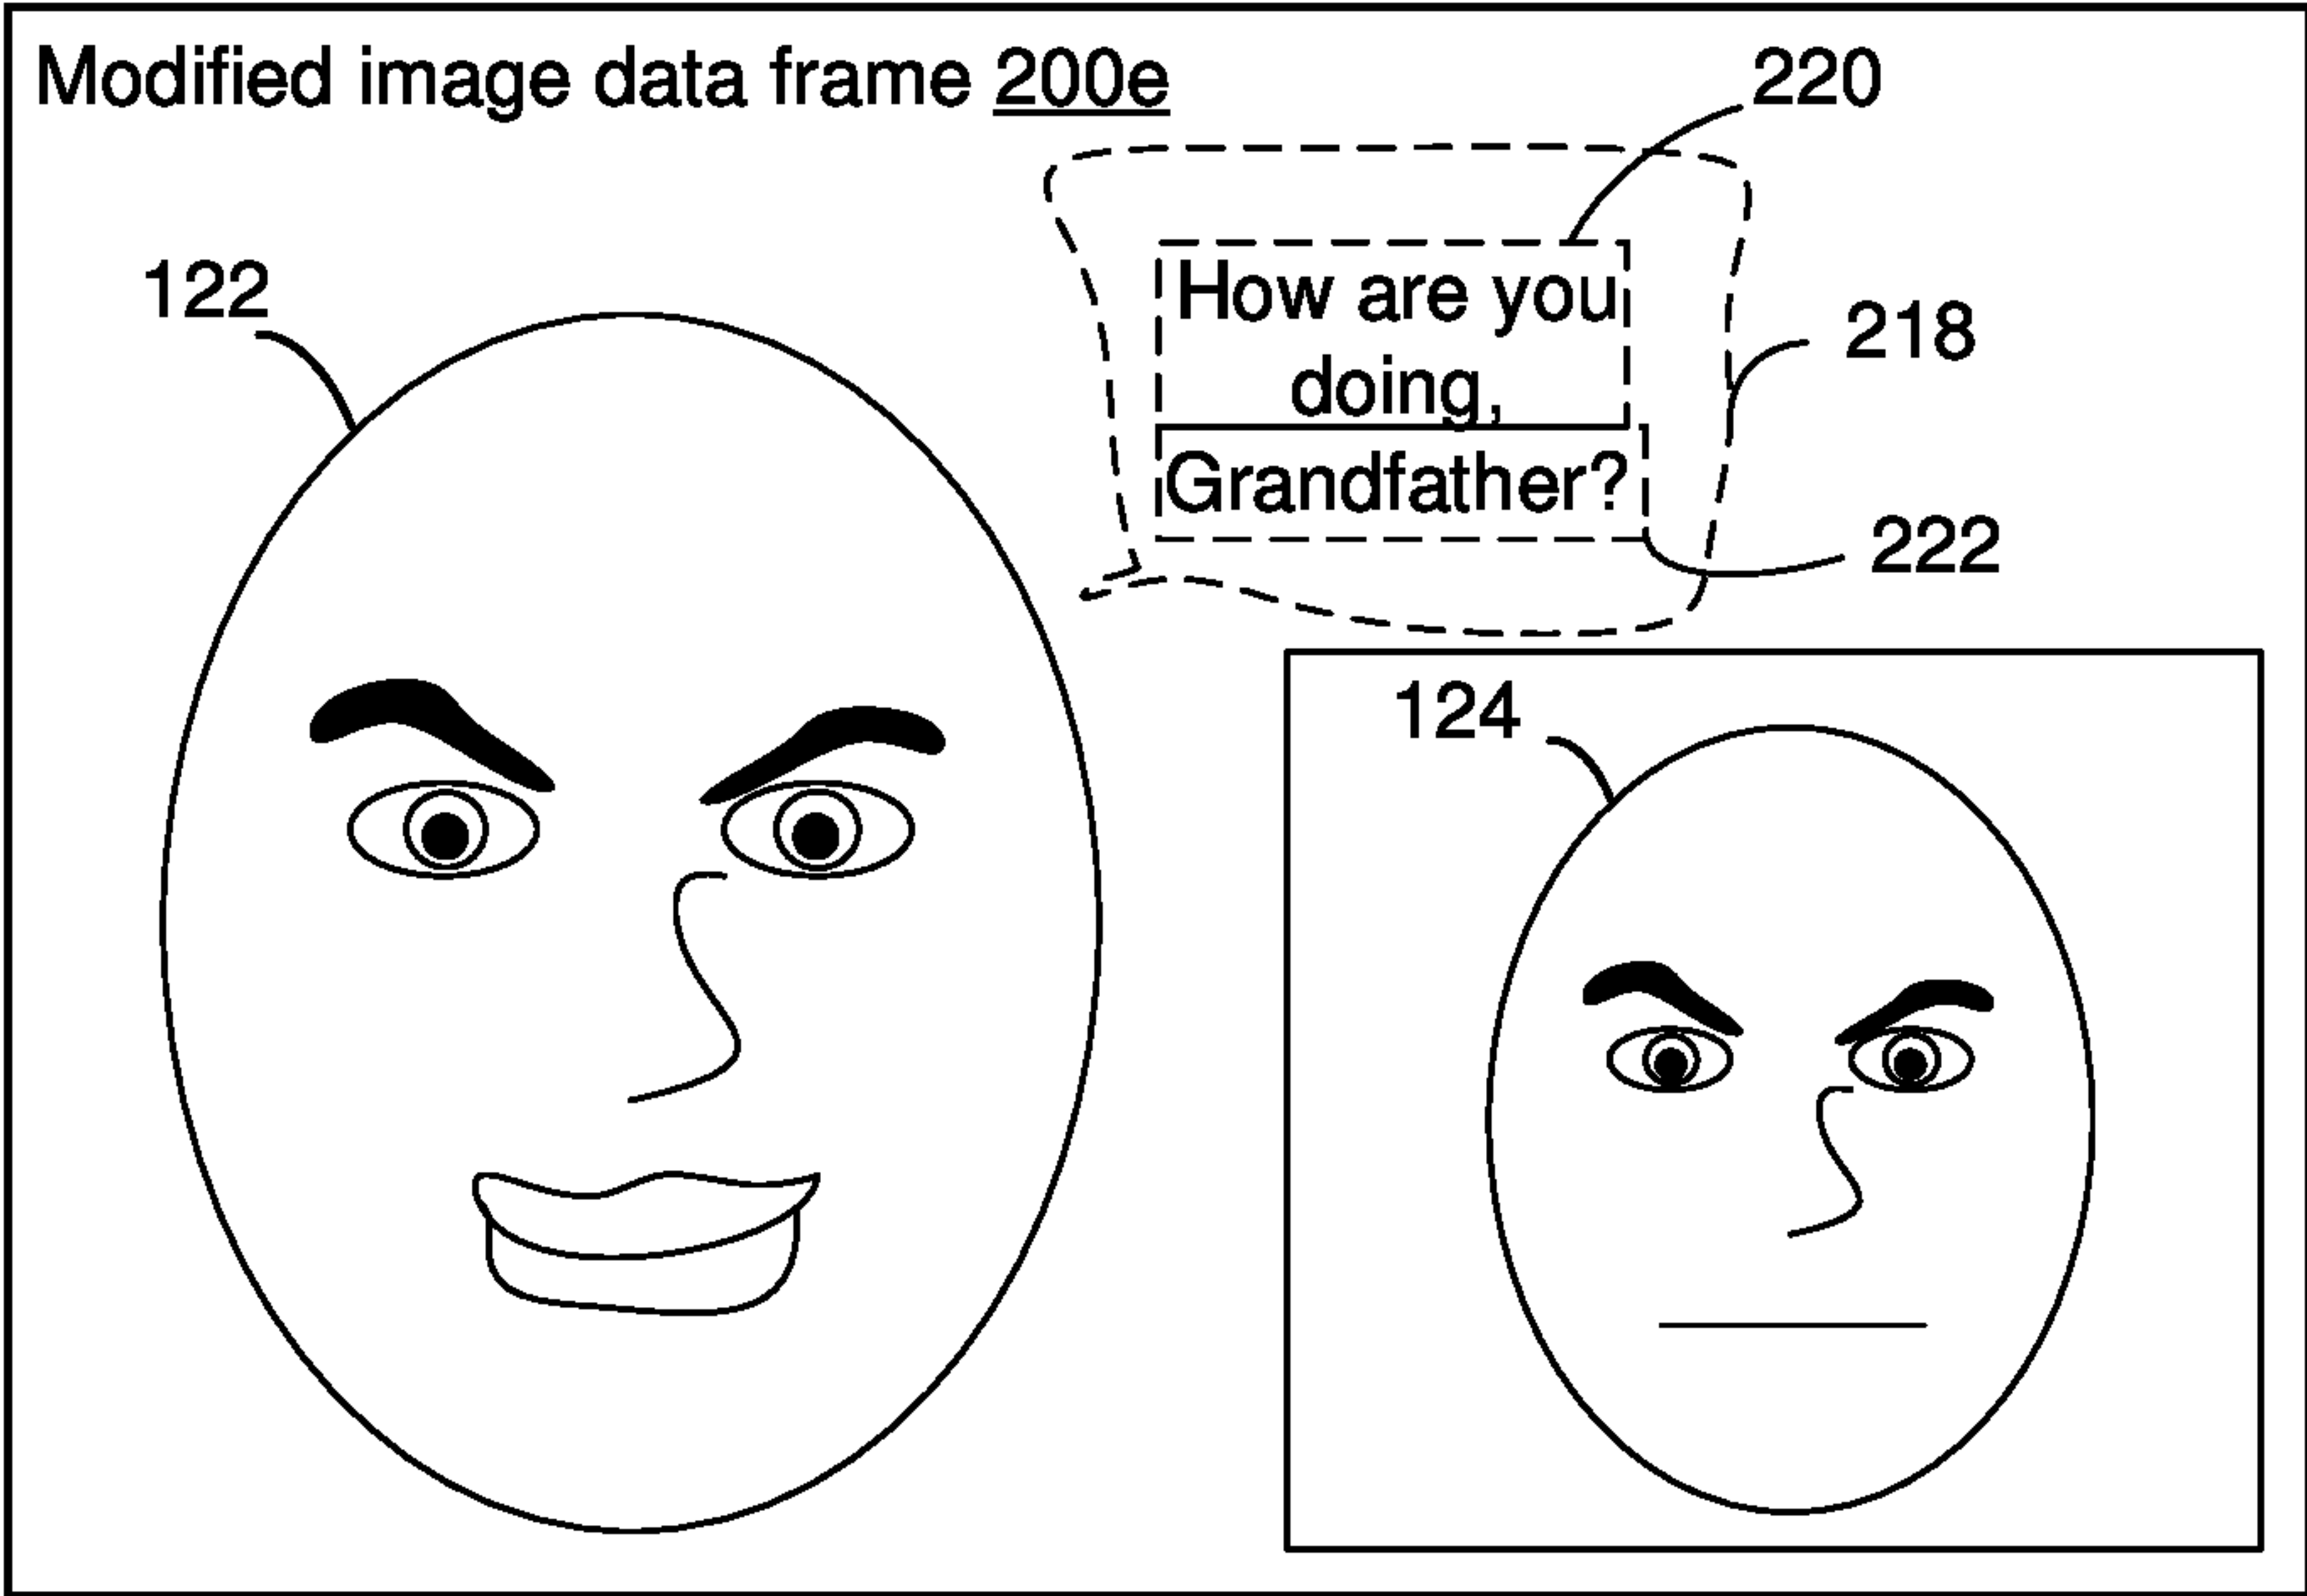 Modified image data frame 200e
220
122
How are you
doing,
218
Grandfather?
222
124